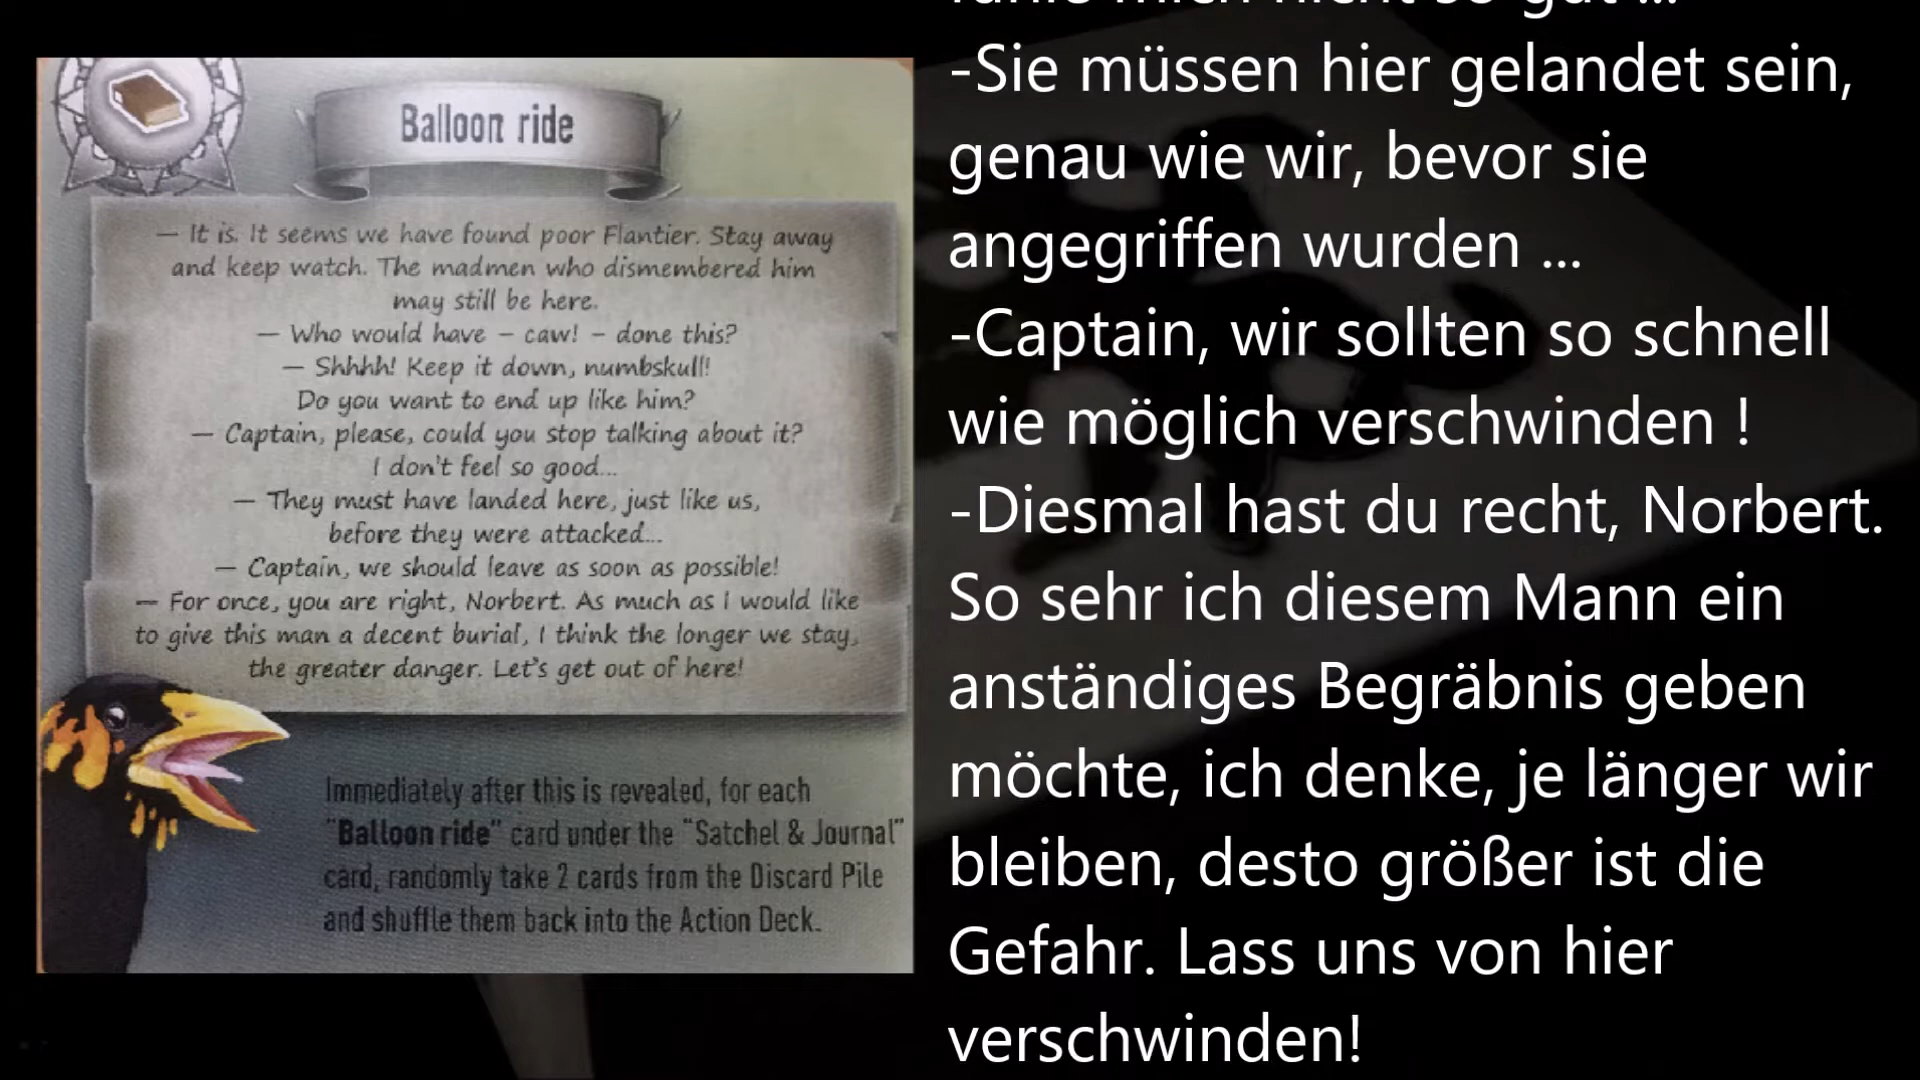 Balloon ride
— It is. It seems we have found poor Flantier. Stay away
and keep watch. The madmen who dismembered him
may still be here.
— Who would have – caw! – done this?
— Shhhh! Keep it down, numbskull!
Do you want to end up like him?
— Captain, please, could you stop talking about it?
I don't feel so good...
— They must have landed here, just like us,
before they were attacked...
— Captain, we should leave as soon as possible!
— For once, you are right, Norbert. As much as I would like
to give this man a decent burial, I think the longer we stay,
the greater danger. Let's get out of here!
Immediately after this is revealed, for each
"Balloon ride" card under the "Satchel & Journal"
card, randomly take 2 cards from the Discard Pile
and shuffle them back into the Action Deck.
mich nicht so gut ...
-Sie müssen hier gelandet sein,
genau wie wir, bevor sie
angegriffen wurden ...
-Captain, wir sollten so schnell
wie möglich verschwinden !
-Diesmal hast du recht, Norbert.
So sehr ich diesem Mann ein
anständiges Begräbnis geben
möchte, ich denke, je länger wir
bleiben, desto größer ist die
Gefahr. Lass uns von hier
verschwinden!